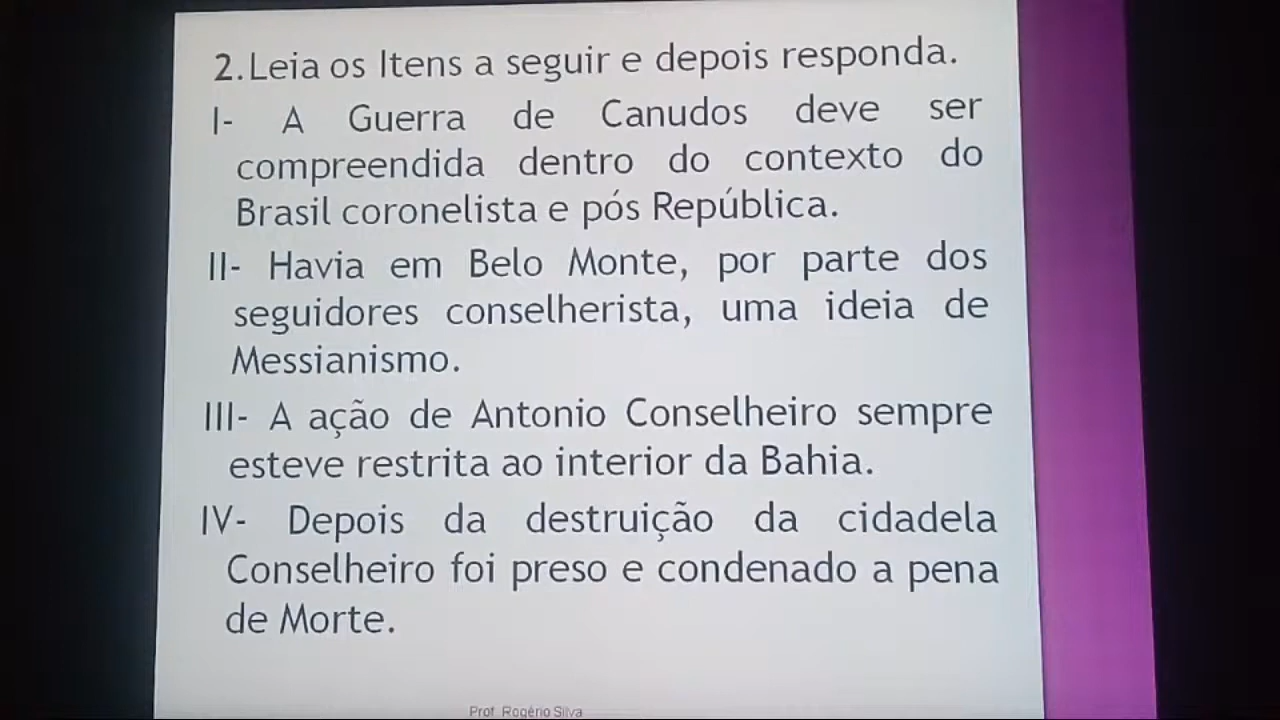 2.Leia os Itens a seguir e depois responda.
I- A Guerra de Canudos deve ser
compreendida dentro do contexto do
Brasil coronelista e pós República.
II- Havia em Belo Monte, por parte dos
seguidores conselherista, uma ideia de
Messianismo.
III- A ação de Antonio Conselheiro sempre
esteve restrita ao interior da Bahia.
IV- Depois da destruição da cidadela
Conselheiro foi preso e condenado a pena
de Morte.
Prof. Rogério Silva